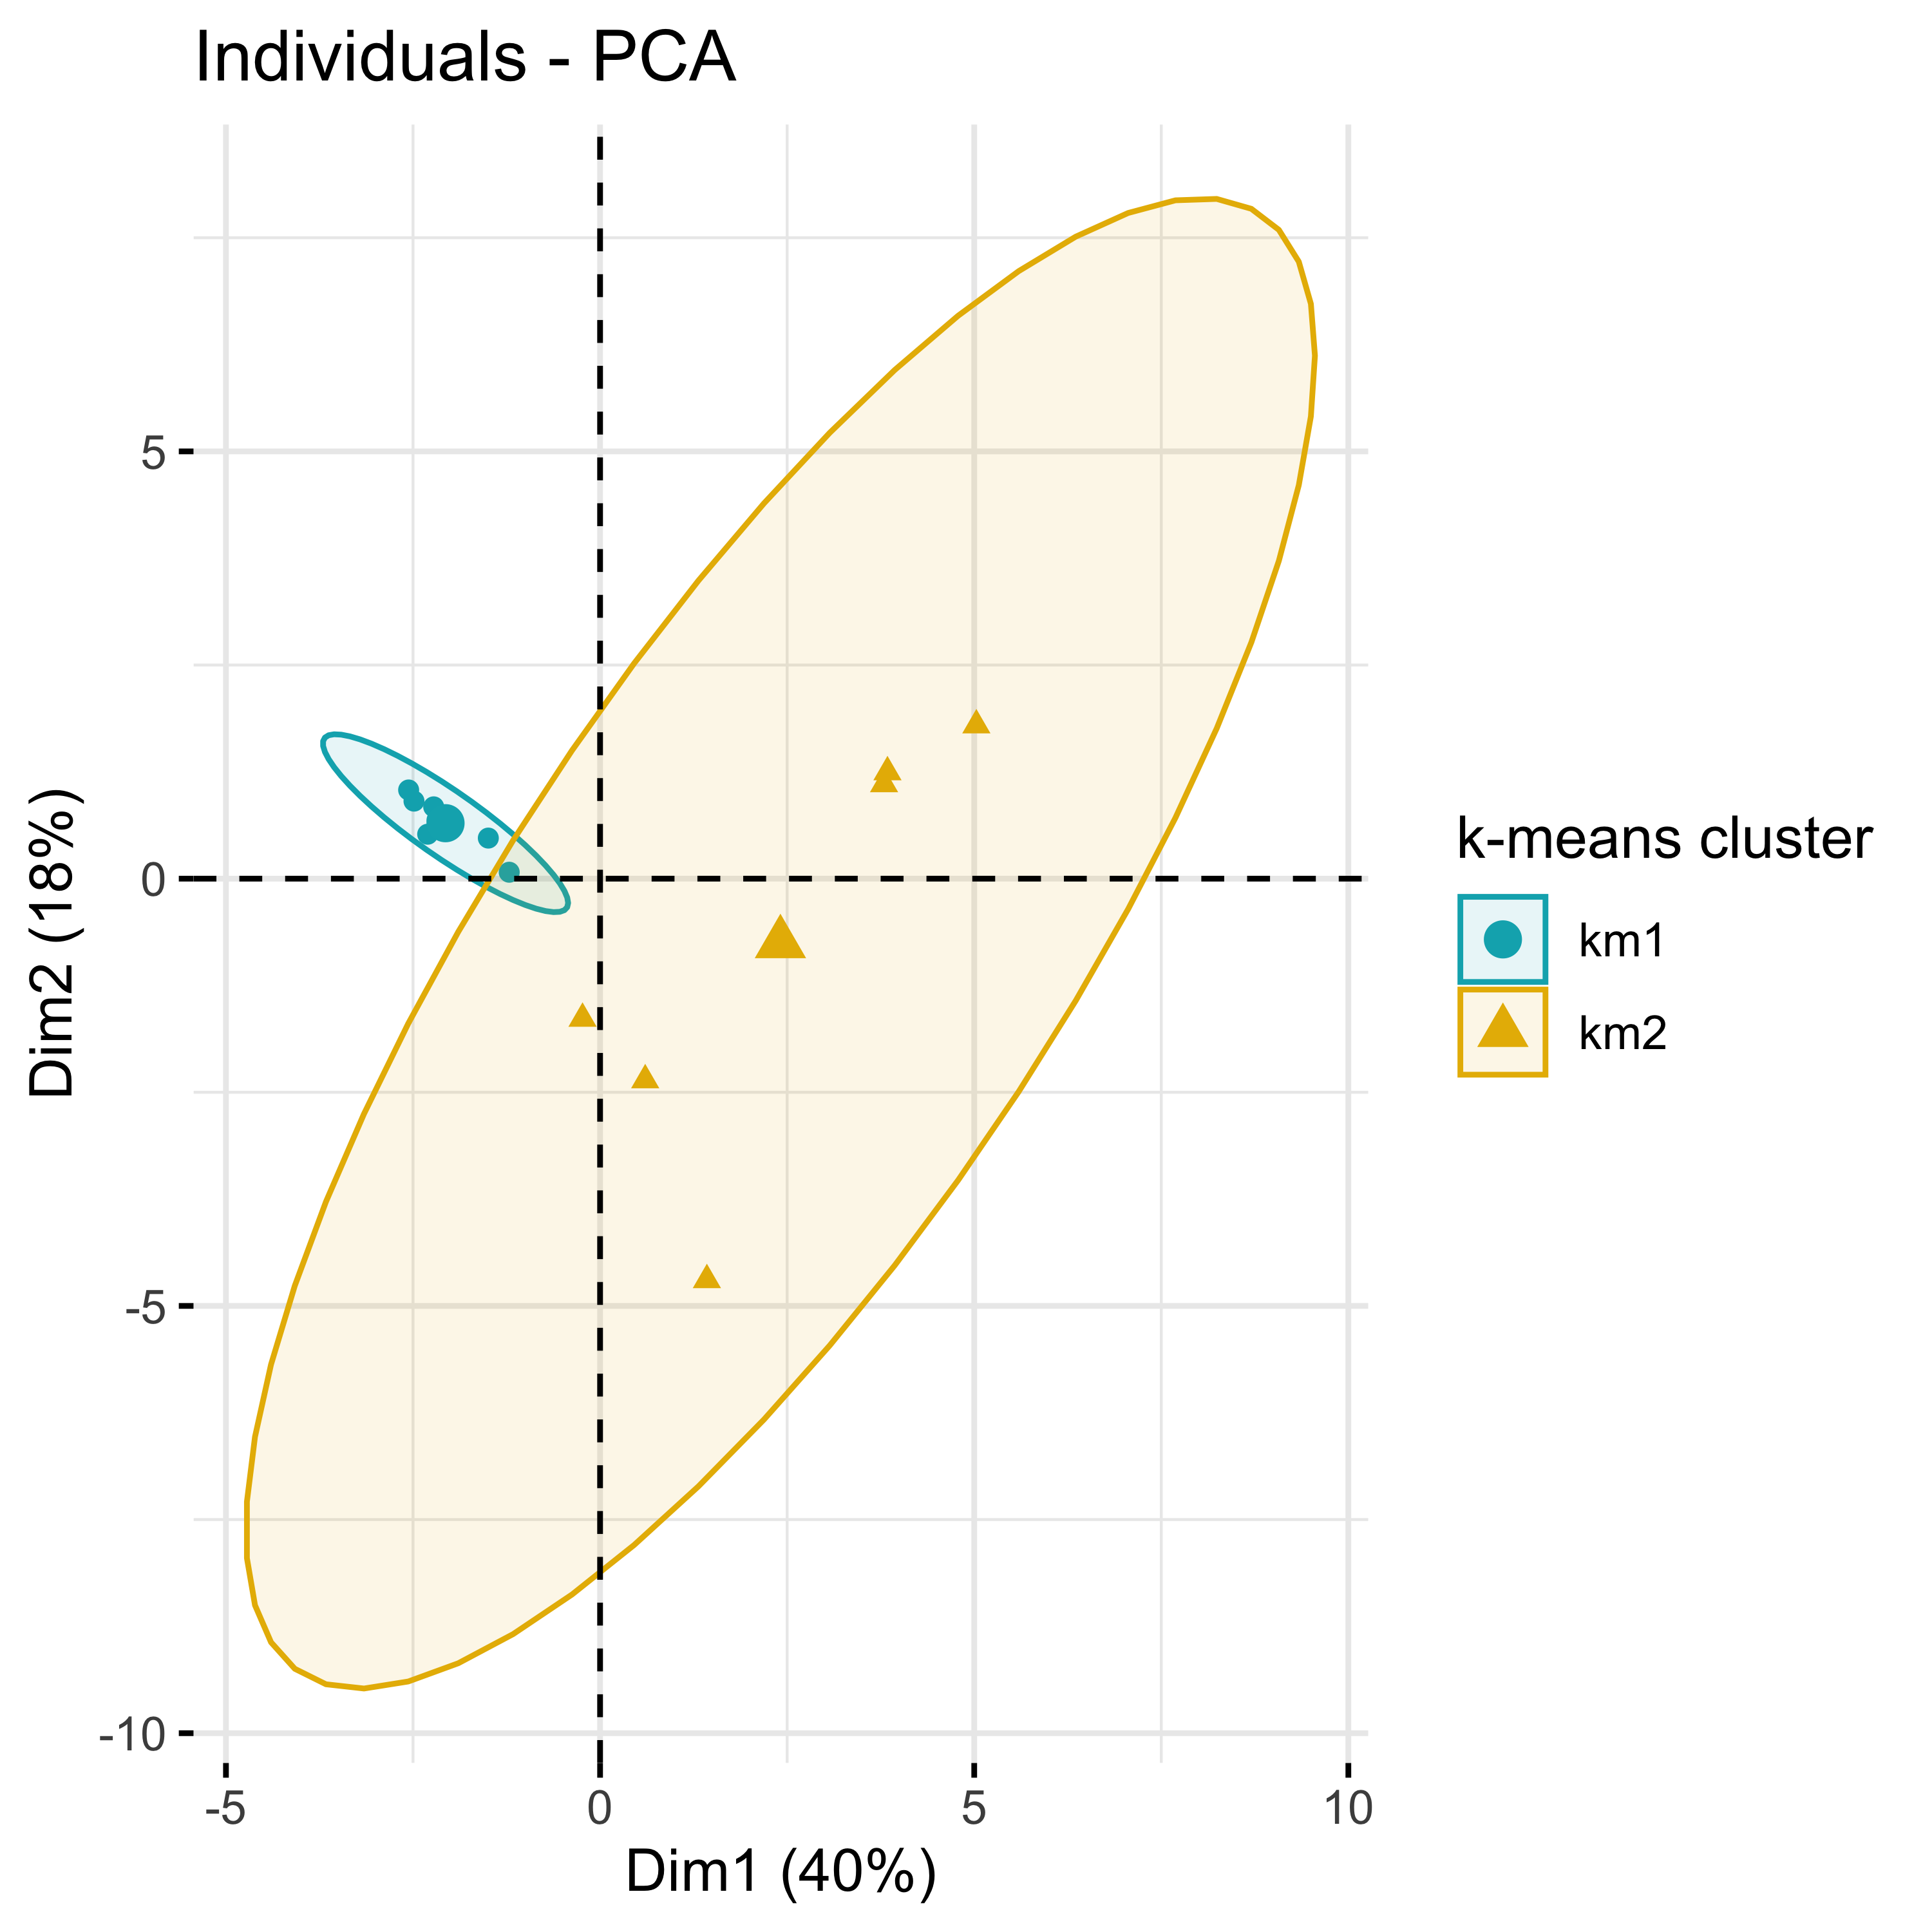 Individuals - PCA
Dim2 (18%)
5
0
-5
-10
-5
0
5
10
Dim1 (40%)
k-means cluster
km1
km2